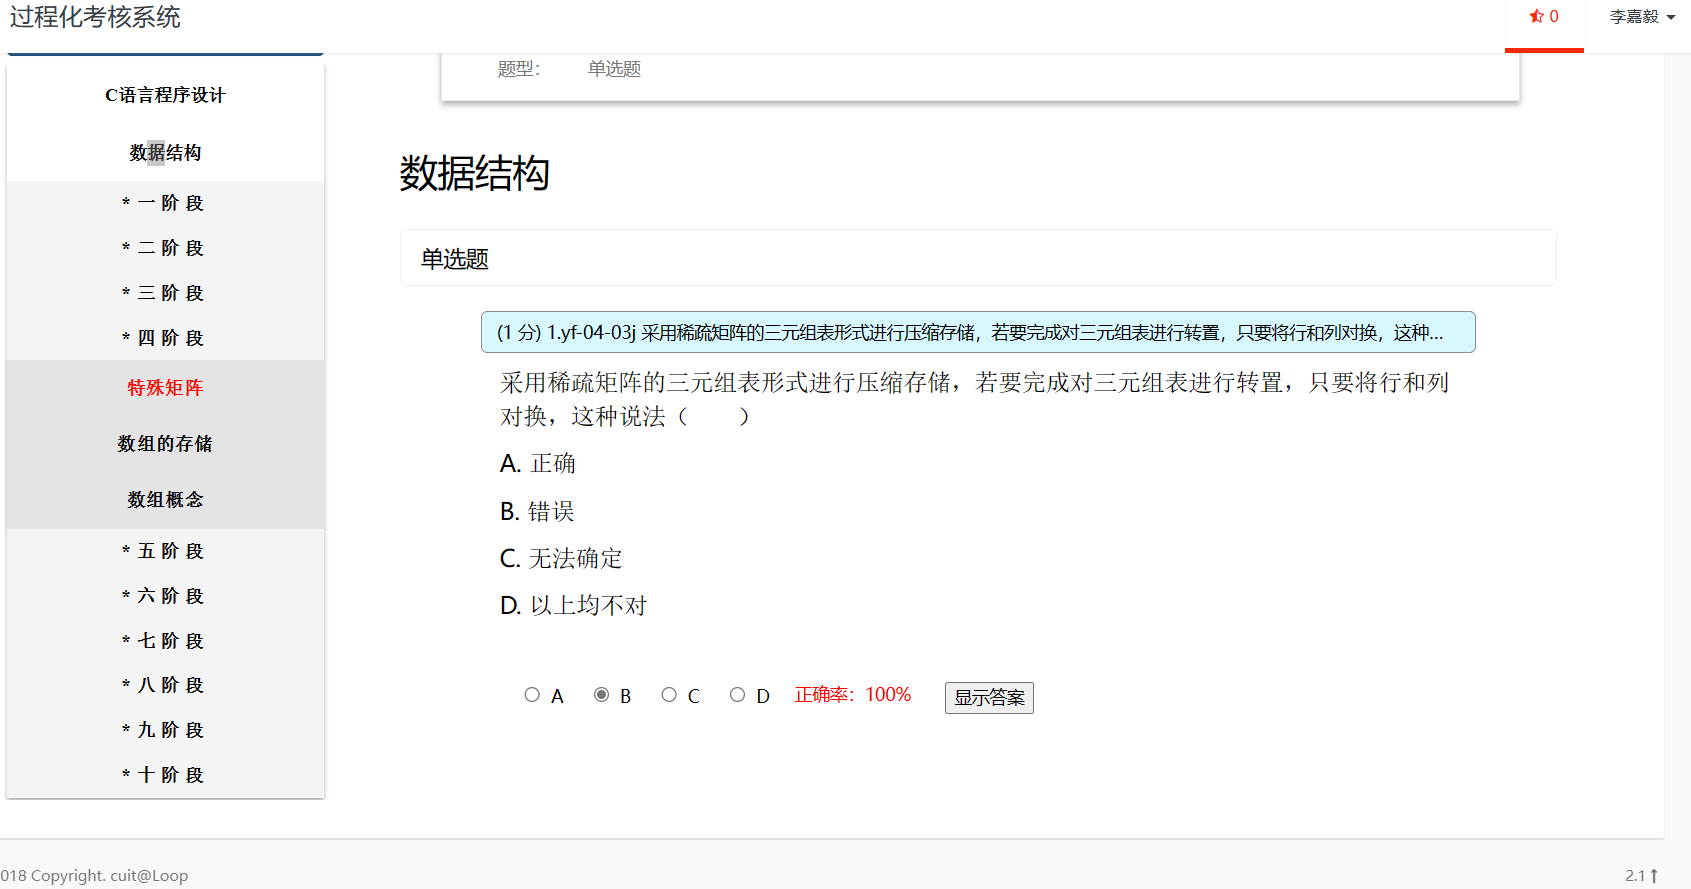 过程化考核系统
0
李嘉毅
C语言程序设计
数据结构
* 一 阶 段
* 二 阶 段
* 三 阶 段
* 四 阶 段
特殊矩阵
数组的存储
数组概念
* 五 阶 段
* 六 阶 段
* 七 阶 段
* 八 阶 段
* 九 阶 段
* 十 阶 段
题型： 单选题
数据结构
单选题
(1 分) 1.yf-04-03j 采用稀疏矩阵的三元组表形式进行压缩存储，若要完成对三元组表进行转置，只要将行和列对换，这种...
采用稀疏矩阵的三元组表形式进行压缩存储，若要完成对三元组表进行转置，只要将行和列
对换，这种说法（　　）
A. 正确
B. 错误
C. 无法确定
D. 以上均不对
A B C D 正确率：100% 显示答案
018 Copyright. cuit@Loop
2.1